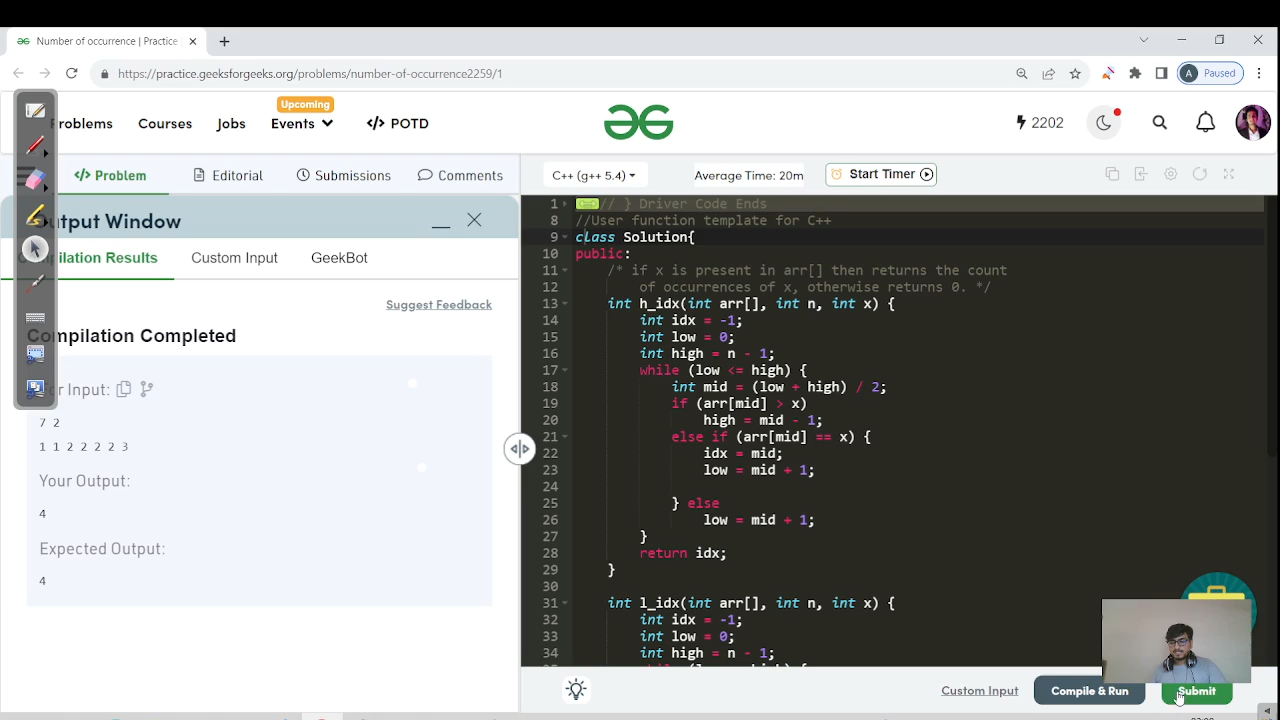 Number of occurrence | Practice
https://practice.geeksforgeeks.org/problems/number-of-occurrence2259/1
A Paused
Upcoming
roblems Courses Jobs Events </> POTD
2202
</> Problem Editorial Submissions Comments
C++ (g++ 5.4) Average Time: 20m Start Timer
utput Window
pilation Results Custom Input GeekBot
Suggest Feedback
mpilation Completed
or Input:
7 2
1 1 2 2 2 2 3
Your Output:
4
Expected Output:
4
1 // } Driver Code Ends
8 //User function template for C++
9 class Solution{
10 public:
11 /* if x is present in arr[] then returns the count
12 of occurrences of x, otherwise returns 0. */
13 int h_idx(int arr[], int n, int x) {
14 int idx = -1;
15 int low = 0;
16 int high = n - 1;
17 while (low <= high) {
18 int mid = (low + high) / 2;
19 if (arr[mid] > x)
20 high = mid - 1;
21 else if (arr[mid] == x) {
22 idx = mid;
23 low = mid + 1;
24
25 } else
26 low = mid + 1;
27 }
28 return idx;
29 }
30
31 int l_idx(int arr[], int n, int x) {
32 int idx = -1;
33 int low = 0;
34 int high = n - 1;
Custom Input Compile & Run Submit